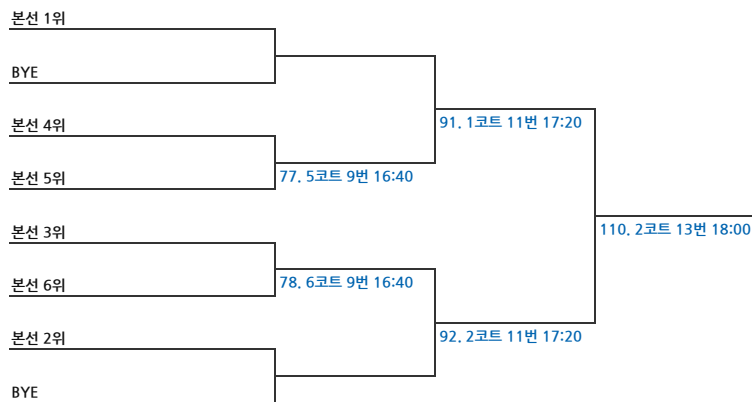 본선 1위
BYE
91. 1코트 11번 17:20
본선 4위
77. 5코트 9번 16:40
본선 5위
110. 2코트 13번 18:00
본선 3위
78. 6코트 9번 16:40
본선 6위
92. 2코트 11번 17:20
본선 2위
BYE